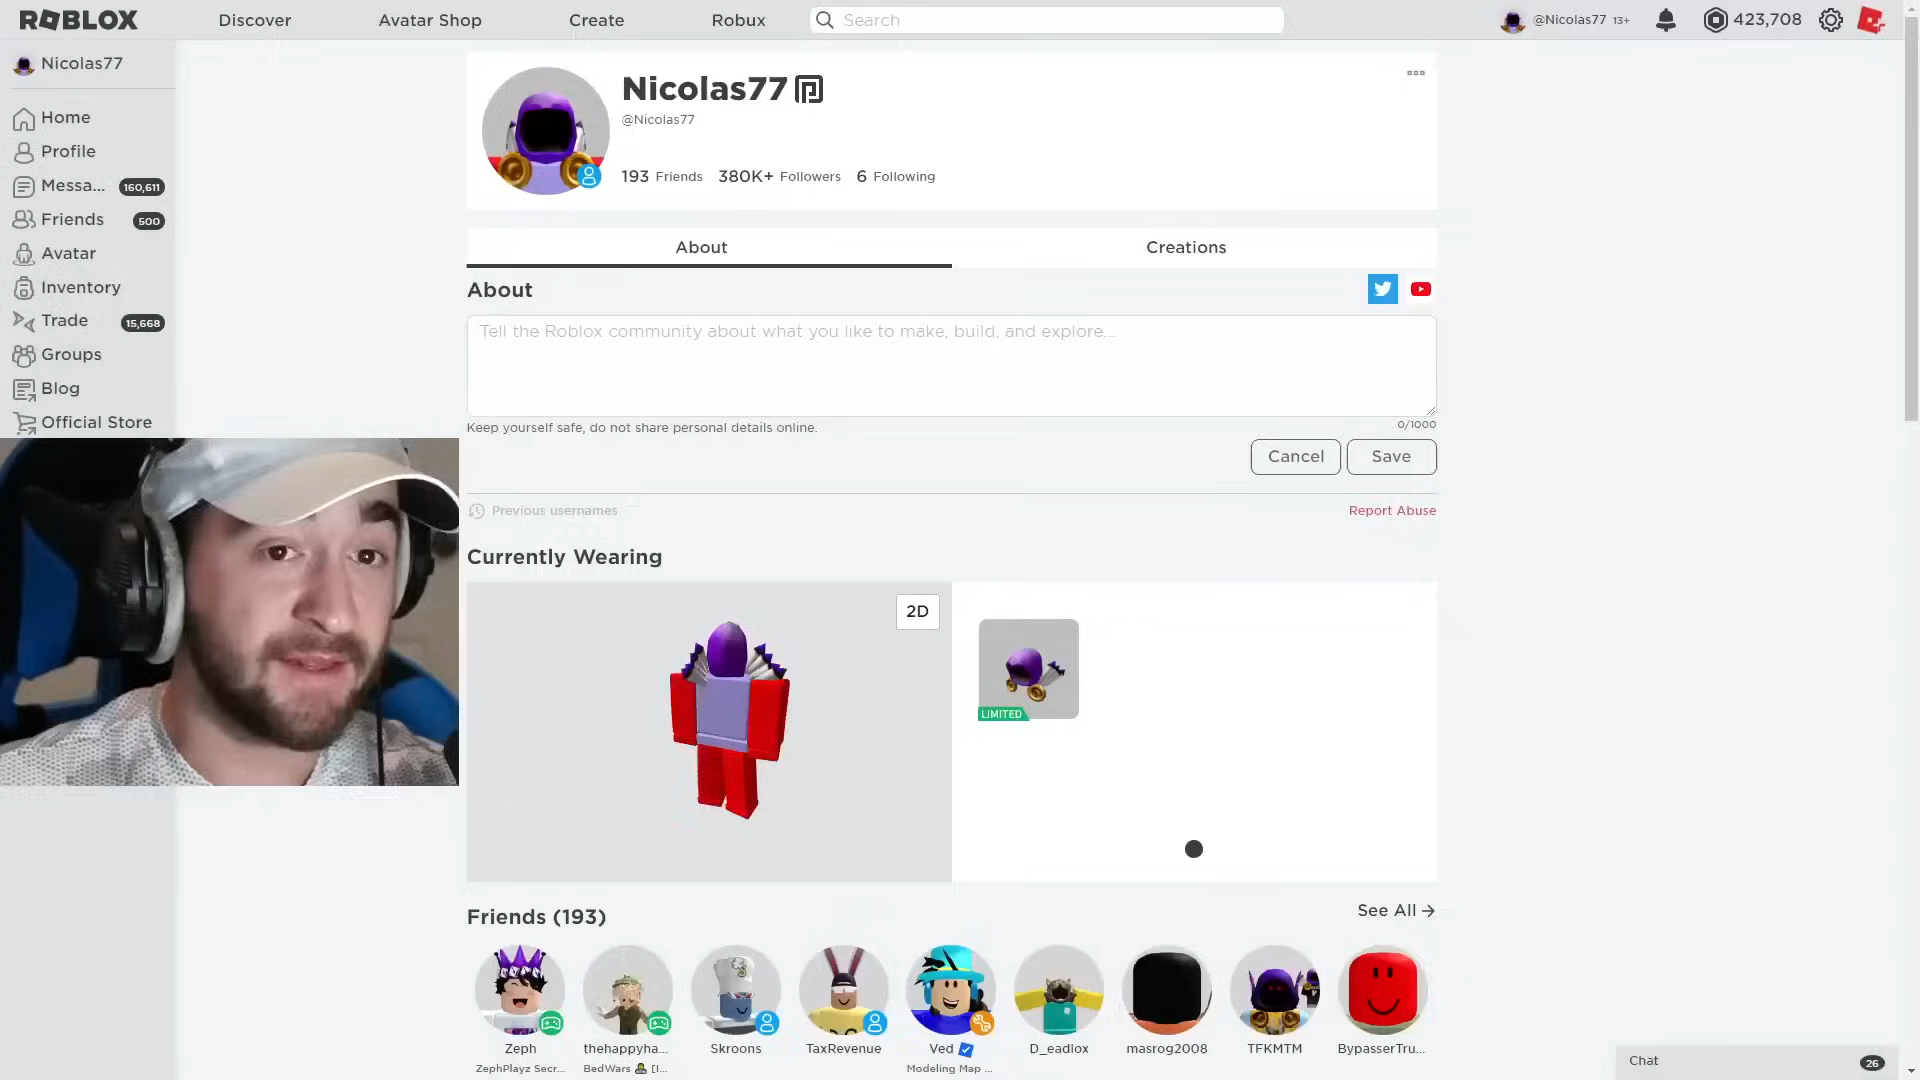 ROBLOX Discover Avatar Shop Create Robux Search @Nicolas77 13+ 423,708
Nicolas77
Home
Profile
Messa... 160,611
Friends 500
Avatar
Inventory
Trade 15,668
Groups
Blog
Official Store
Nicolas77
@Nicolas77
193 Friends 380K+ Followers 6 Following
About Creations
About
Tell the Roblox community about what you like to make, build, and explore...
Keep yourself safe, do not share personal details online. 0/1000
Cancel Save
Previous usernames Report Abuse
Currently Wearing
2D
LIMITED
Friends (193) See All
Zeph thehappyha... Skroons TaxRevenue Ved D_eadlox masrog2008 TFKMTM BypasserTru...
ZephPlayz Secr... BedWars [I... Modeling Map ...
Chat 26